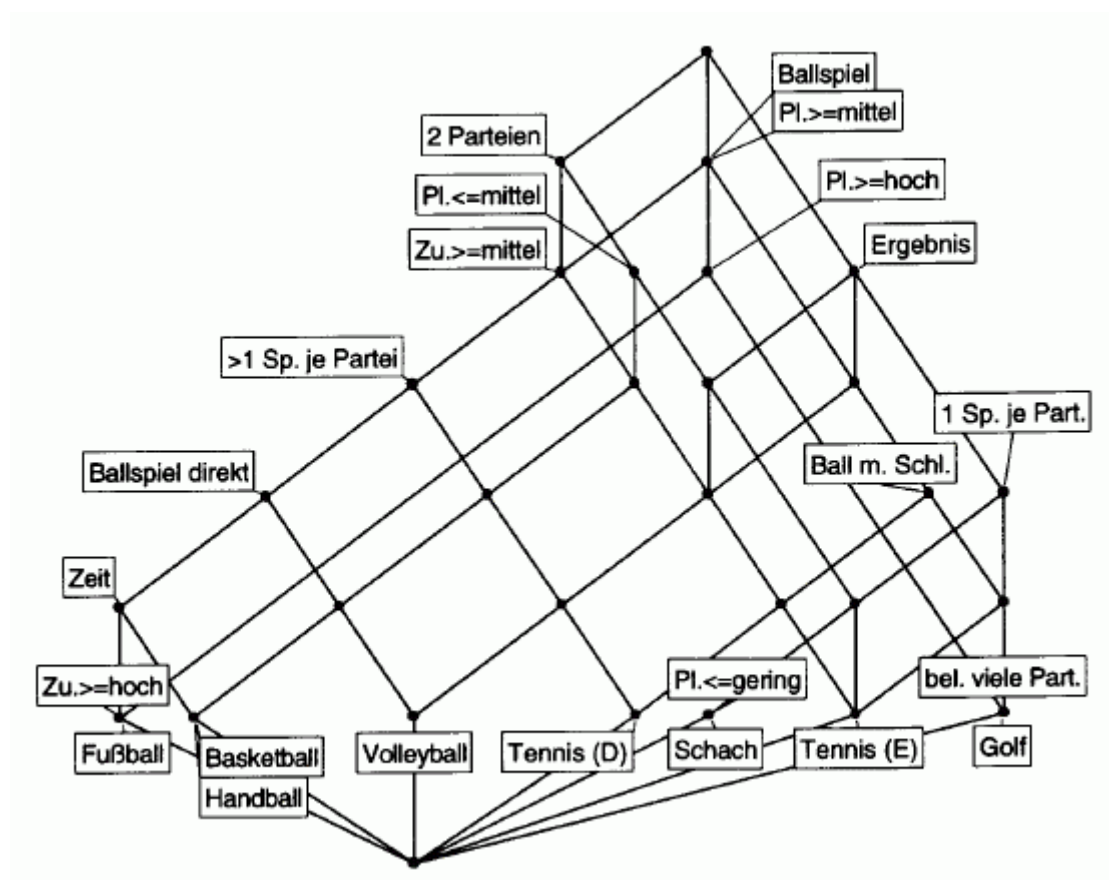 Ballspiel
Pl.>=mittel
2 Parteien
Pl.>=hoch
Pl.<=mittel
Zu.>=mittel
Ergebnis
>1 Sp. je Partei
1 Sp. je Part.
Ballspiel direkt
Ball m. Schl.
Zeit
Zu.>=hoch
Pl.<=gering
bel. viele Part.
Fußball
Basketball
Volleyball
Tennis (D)
Schach
Tennis (E)
Golf
Handball